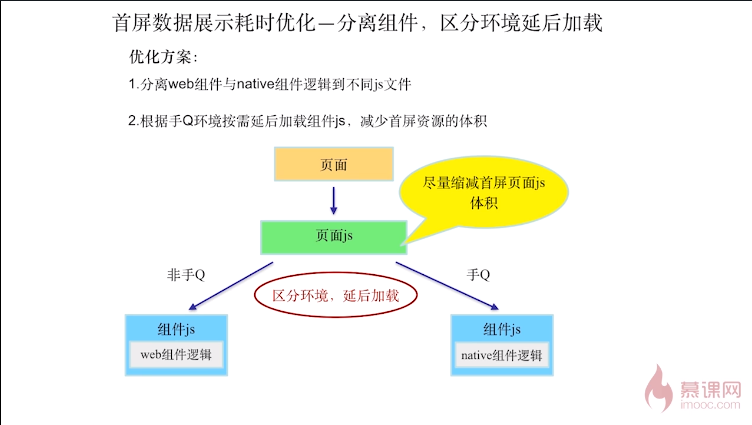 首屏数据展示耗时优化—分离组件，区分环境延后加载
优化方案：
1.分离web组件与native组件逻辑到不同js文件
2.根据手Q环境按需延后加载组件js，减少首屏资源的体积
页面
尽量缩减首屏页面js
体积
页面js
非手Q
手Q
区分环境，延后加载
组件js
web组件逻辑
组件js
native组件逻辑
慕课网
imooc.com